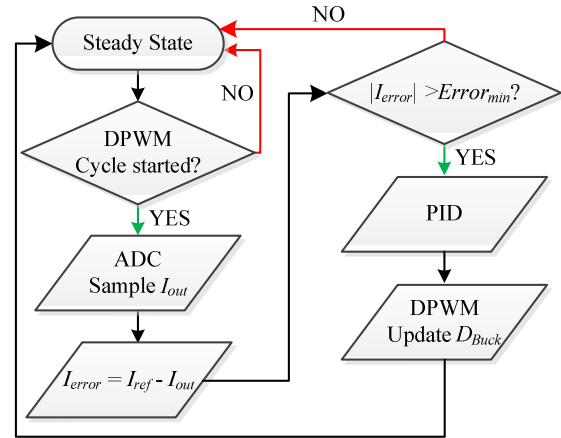 Steady State
NO
DPWM
Cycle started?
YES
ADC
Sample Iout
Ierror = Iref - Iout
NO
|Ierror| >Errormin?
YES
PID
DPWM
Update DBuck